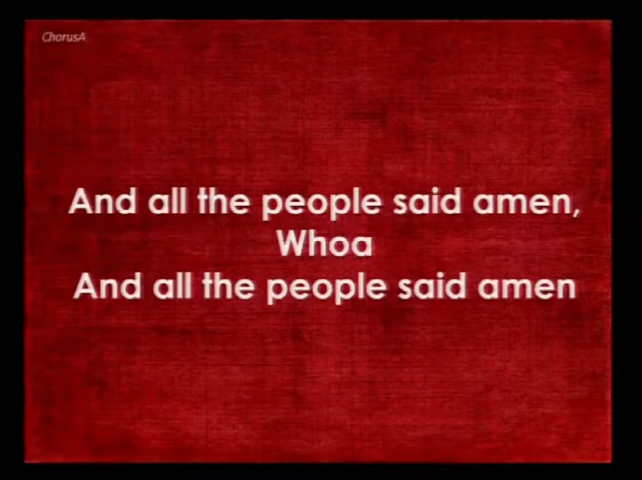 ChorusA
And all the people said amen,
Whoa
And all the people said amen